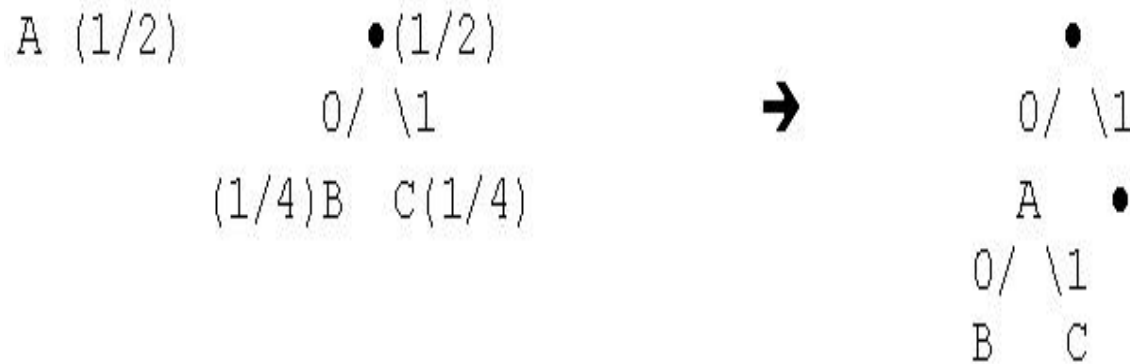 A (1/2) •(1/2) ➔ •
0/ \1 0/ \1
(1/4)B C(1/4) A •
0/ \1
B C